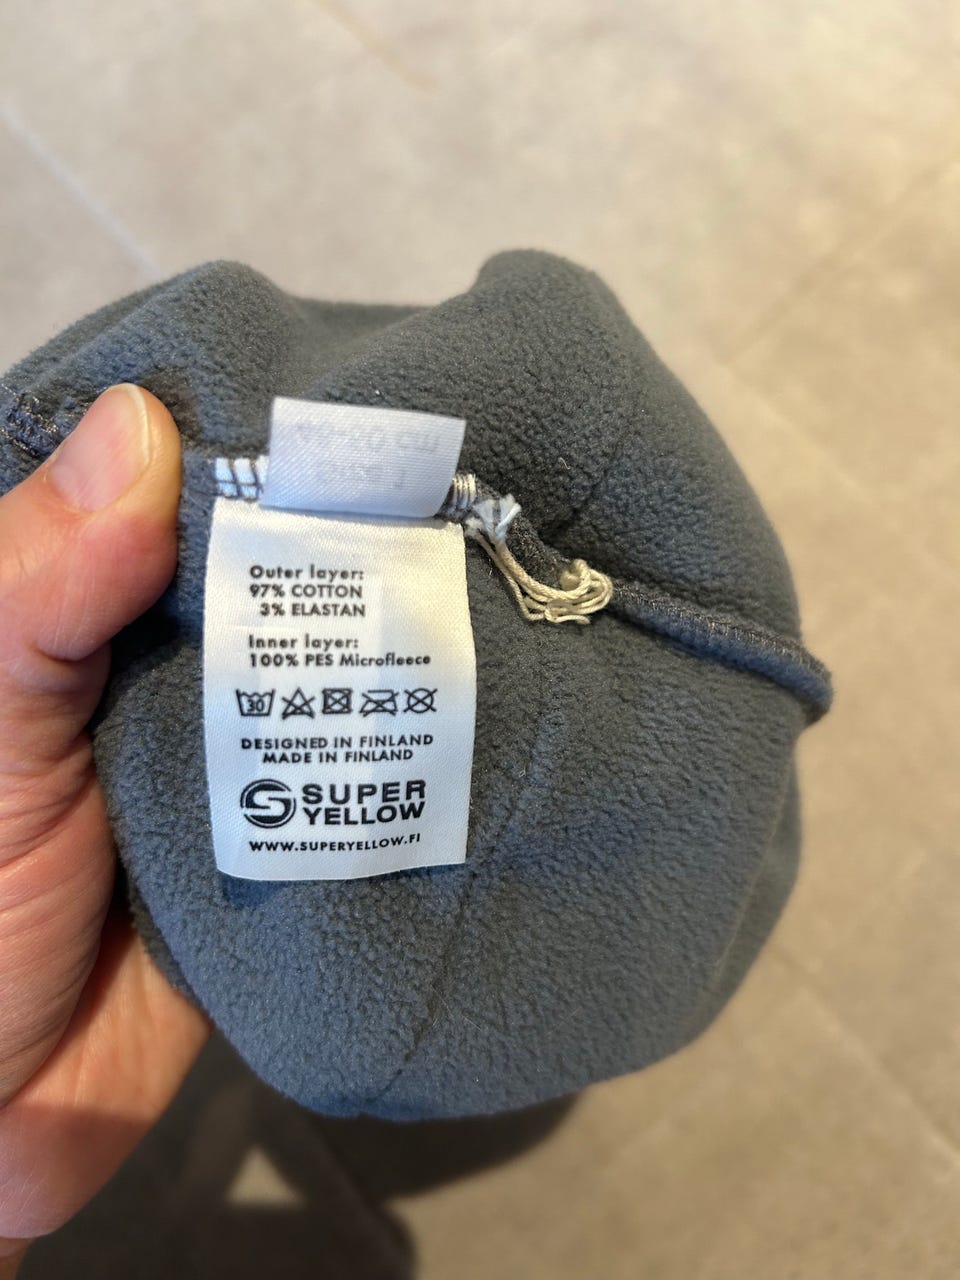 Outer layer:
97% COTTON
3% ELASTAN
Inner layer:
100% PES Microfleece
30
DESIGNED IN FINLAND
MADE IN FINLAND
SUPER
YELLOW
WWW.SUPERYELLOW.FI